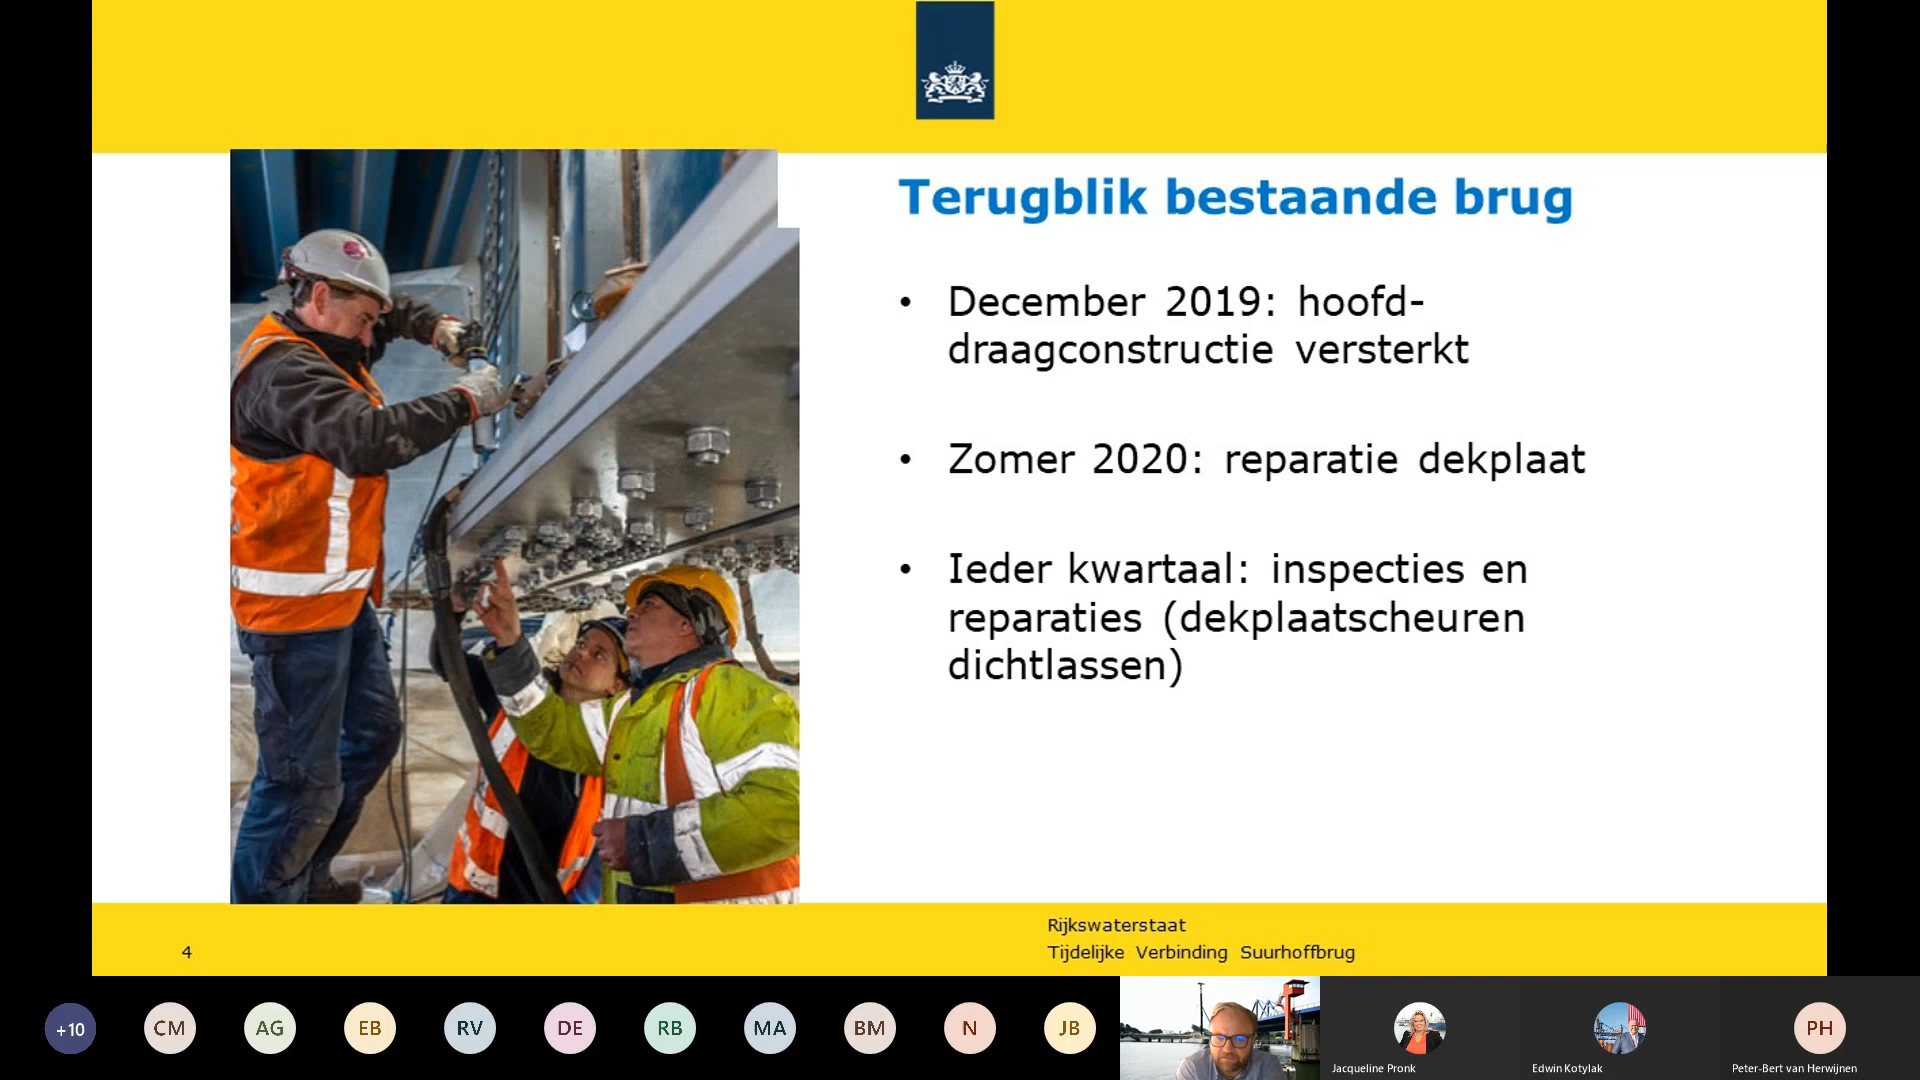 Terugblik bestaande brug
• December 2019: hoofd-
draagconstructie versterkt
• Zomer 2020: reparatie dekplaat
• Ieder kwartaal: inspecties en
reparaties (dekplaatscheuren
dichtlassen)
Rijkswaterstaat
4
Tijdelijke Verbinding Suurhoffbrug
+10
CM
AG
EB
RV
DE
RB
MA
BM
N
JB
PH
Jacqueline Pronk
Edwin Kotylak
Peter-Bert van Herwijnen